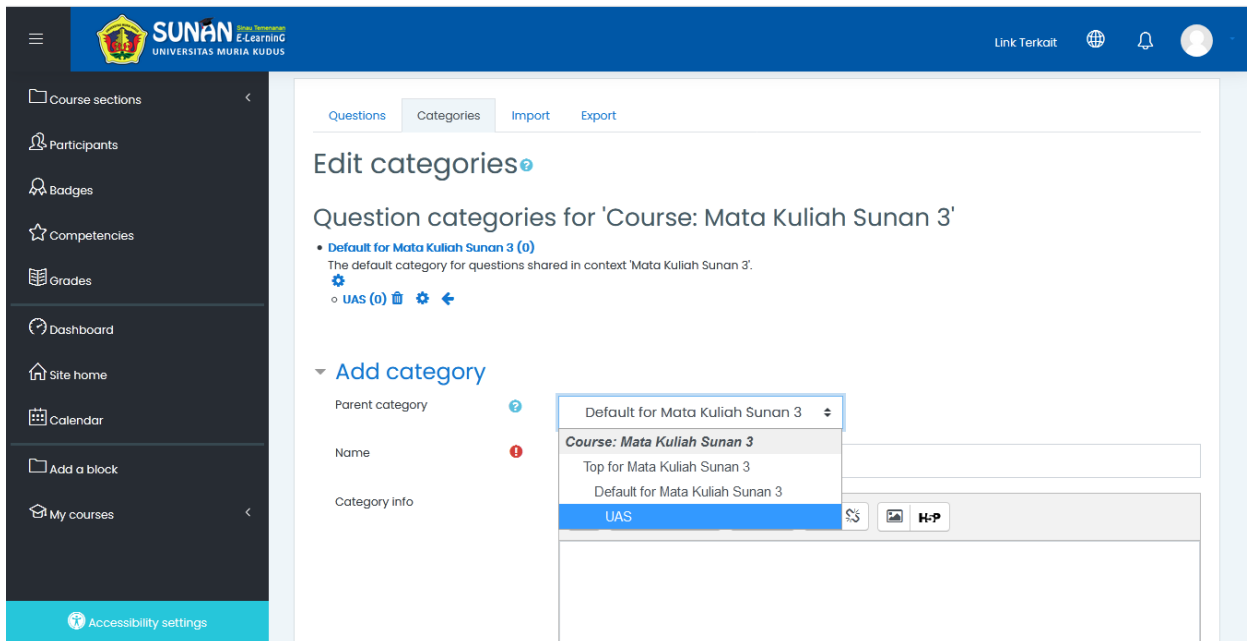 SUNAN Sinau Temenanan E-Learning
UNIVERSITAS MURIA KUDUS
Link Terkait
Course sections
Participants
Badges
Competencies
Grades
Dashboard
Site home
Calendar
Add a block
My courses
Accessibility settings
Questions Categories Import Export
Edit categories
Question categories for 'Course: Mata Kuliah Sunan 3'
Default for Mata Kuliah Sunan 3 (0)
The default category for questions shared in context 'Mata Kuliah Sunan 3'.
UAS (0)
Add category
Parent category
Default for Mata Kuliah Sunan 3
Course: Mata Kuliah Sunan 3
Top for Mata Kuliah Sunan 3
Default for Mata Kuliah Sunan 3
UAS
Name
Category info
H-P